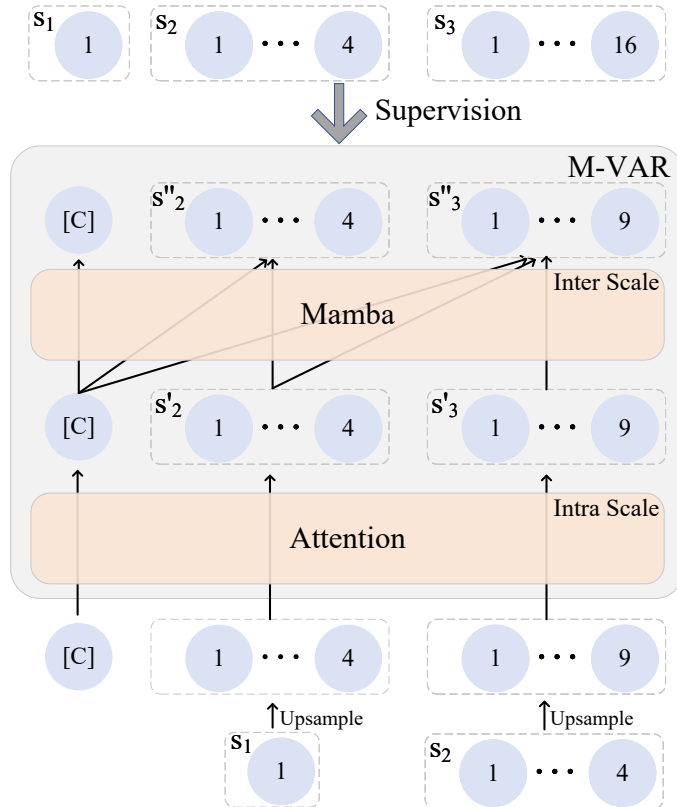 s1 1 s2 1 ··· 4 s3 1 ··· 16
Supervision
M-VAR
[C] s''2 1 ··· 4 s''3 1 ··· 9
Inter Scale
Mamba
[C] s'2 1 ··· 4 s'3 1 ··· 9
Intra Scale
Attention
[C] 1 ··· 4 1 ··· 9
Upsample Upsample
s1 1 s2 1 ··· 4